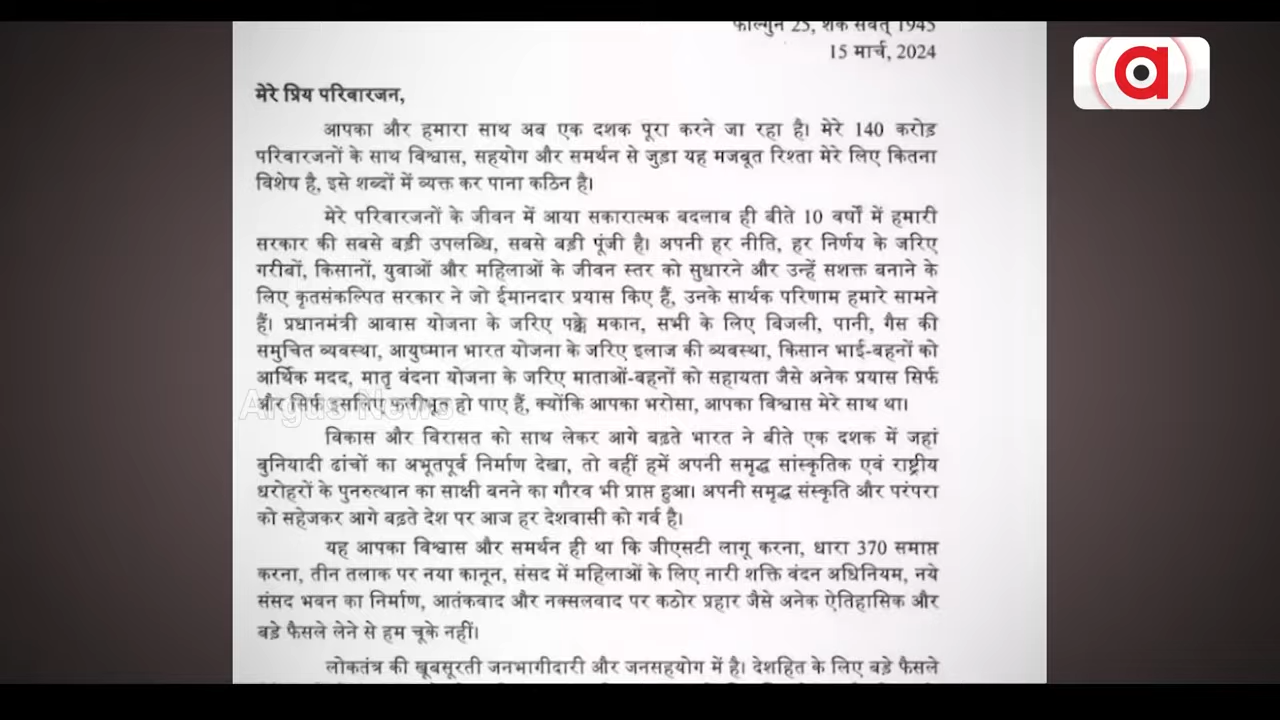 फाल्गुन 25, शक संवत् 1945
15 मार्च, 2024
a
मेरे प्रिय परिवारजन,
आपका और हमारा साथ अब एक दशक पूरा करने जा रहा है। मेरे 140 करोड़
परिवारजनों के साथ विश्वास, सहयोग और समर्थन से जुड़ा यह मजबूत रिश्ता मेरे लिए कितना
विशेष है, इसे शब्दों में व्यक्त कर पाना कठिन है।
मेरे परिवारजनों के जीवन में आया सकारात्मक बदलाव ही बीते 10 वर्षों में हमारी
सरकार की सबसे बड़ी उपलब्धि, सबसे बड़ी पूंजी है। अपनी हर नीति, हर निर्णय के जरिए
गरीबों, किसानों, युवाओं और महिलाओं के जीवन स्तर को सुधारने और उन्हें सशक्त बनाने के
लिए कृतसंकल्पित सरकार ने जो ईमानदार प्रयास किए हैं, उनके सार्थक परिणाम हमारे सामने
हैं। प्रधानमंत्री आवास योजना के जरिए पक्के मकान, सभी के लिए बिजली, पानी, गैस की
समुचित व्यवस्था, आयुष्मान भारत योजना के जरिए इलाज की व्यवस्था, किसान भाई-बहनों को
आर्थिक मदद, मातृ वंदना योजना के जरिए माताओं-बहनों को सहायता जैसे अनेक प्रयास सिर्फ
और सिर्फ इसलिए फलीभूत हो पाए हैं, क्योंकि आपका भरोसा, आपका विश्वास मेरे साथ था।
Argus News
विकास और विरासत को साथ लेकर आगे बढ़ते भारत ने बीते एक दशक में जहां
बुनियादी ढांचों का अभूतपूर्व निर्माण देखा, तो वहीं हमें अपनी समृद्ध सांस्कृतिक एवं राष्ट्रीय
धरोहरों के पुनरुत्थान का साक्षी बनने का गौरव भी प्राप्त हुआ। अपनी समृद्ध संस्कृति और परंपरा
को सहेजकर आगे बढ़ते देश पर आज हर देशवासी को गर्व है।
यह आपका विश्वास और समर्थन ही था कि जीएसटी लागू करना, धारा 370 समाप्त
करना, तीन तलाक पर नया कानून, संसद में महिलाओं के लिए नारी शक्ति वंदन अधिनियम, नये
संसद भवन का निर्माण, आतंकवाद और नक्सलवाद पर कठोर प्रहार जैसे अनेक ऐतिहासिक और
बड़े फैसले लेने से हम चूके नहीं।
लोकतंत्र की खूबसूरती जनभागीदारी और जनसहयोग में है। देशहित के लिए बड़े फैसले